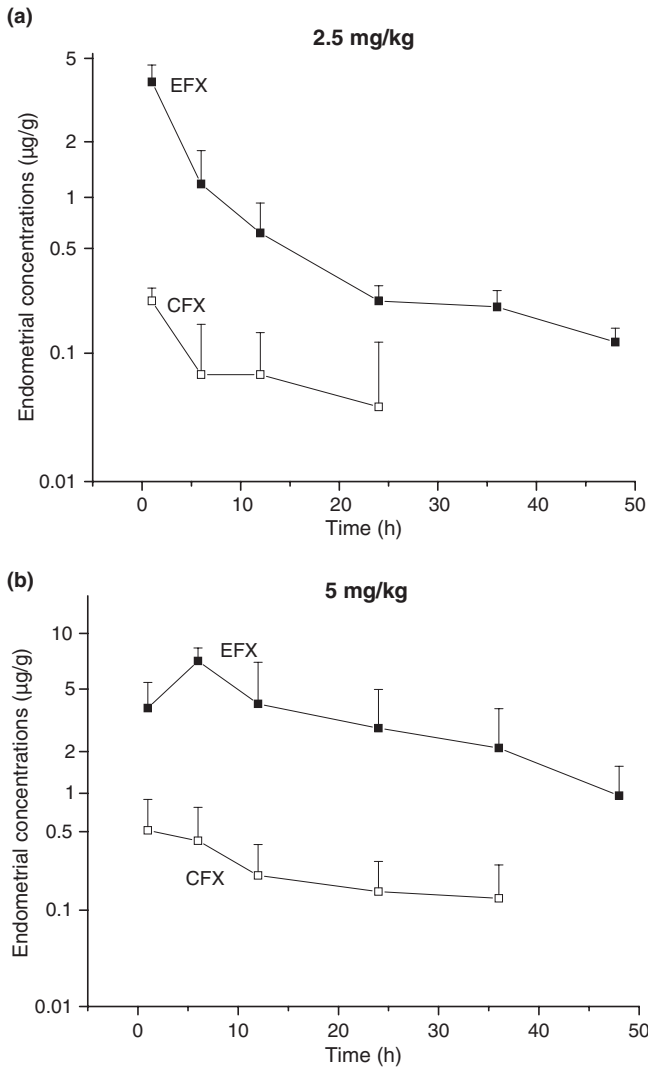 (a)
2.5 mg/kg
Endometrial concentrations (µg/g)
5
2
1
0.5
0.1
0.01
EFX
CFX
0 10 20 30 40 50
Time (h)
(b)
5 mg/kg
Endometrial concentrations (µg/g)
10
5
2
1
0.5
0.1
0.01
EFX
CFX
0 10 20 30 40 50
Time (h)